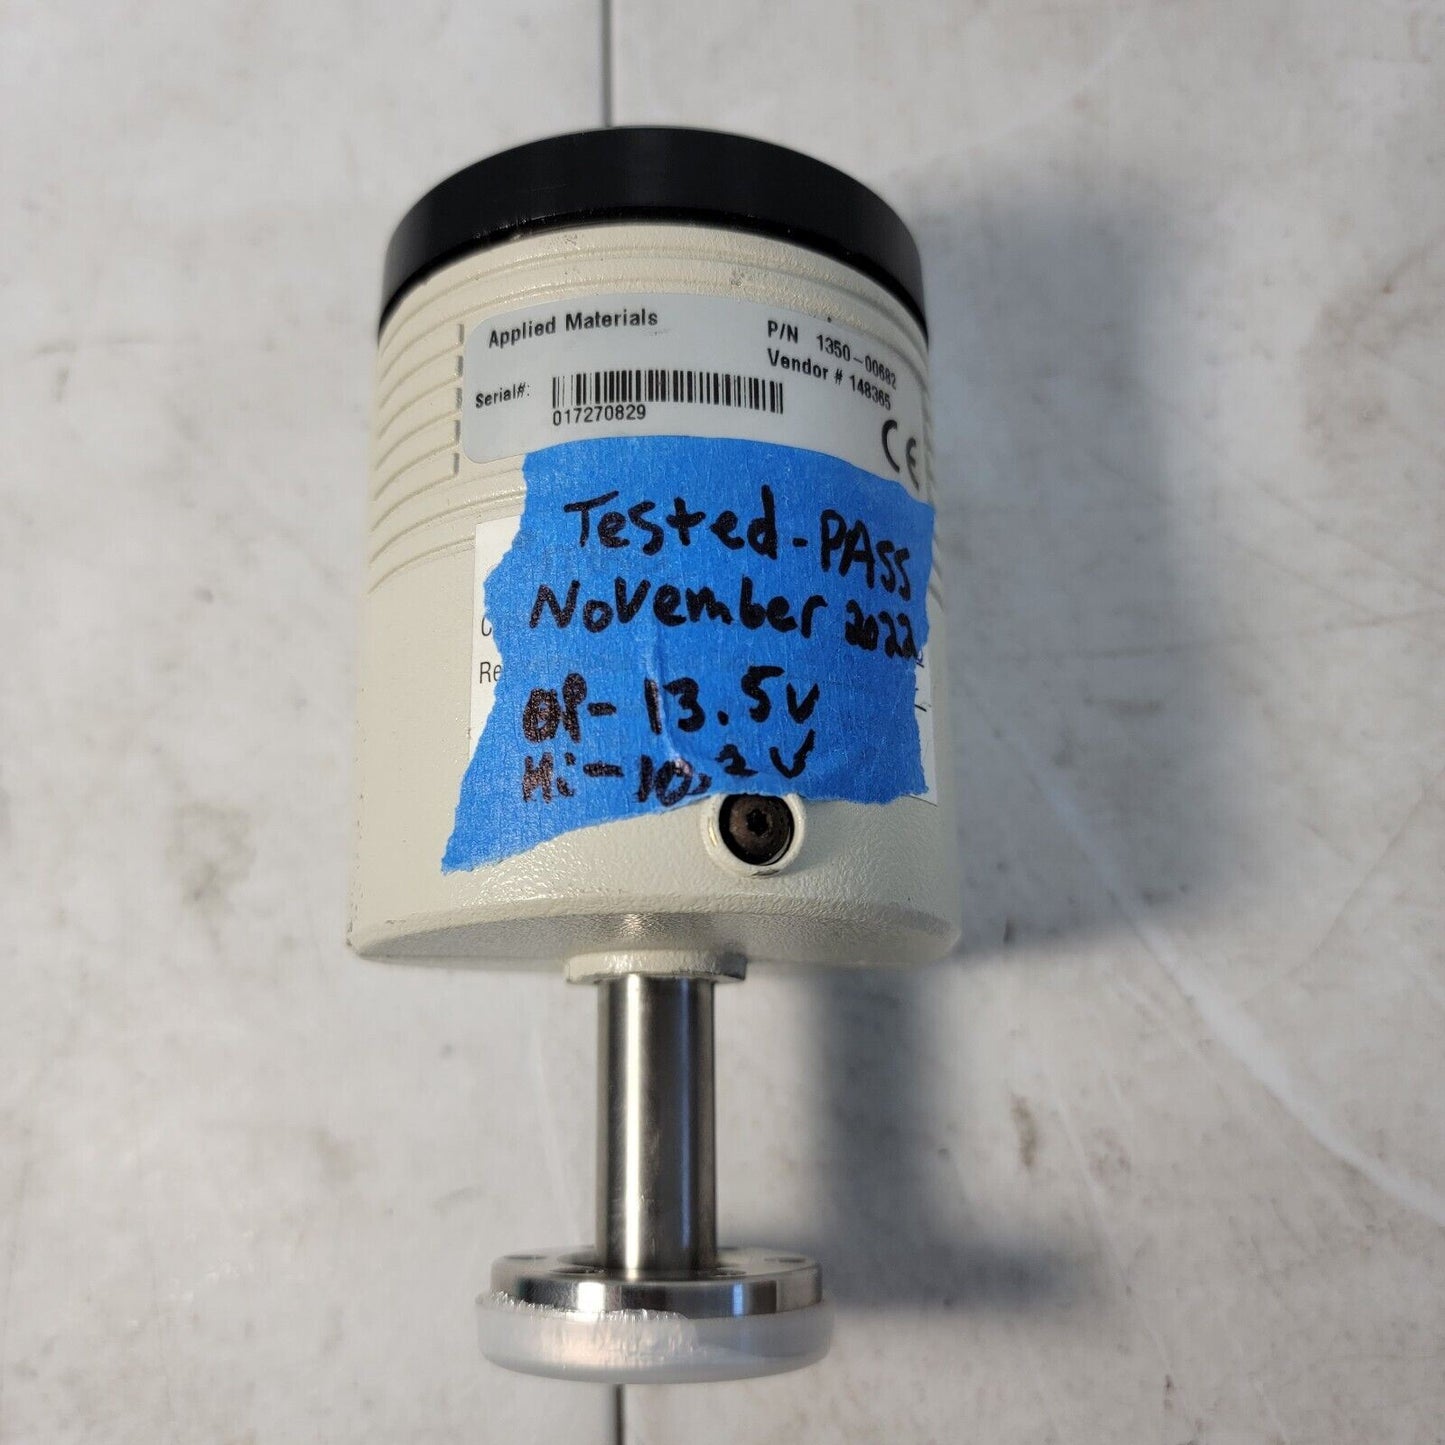 Applied Materials
P/N 1350-00682
Vendor # 148365
Serial#:
017270829
CE
Tested-PASS
November 2022
OP- 13.5V
Hi- 10.2V